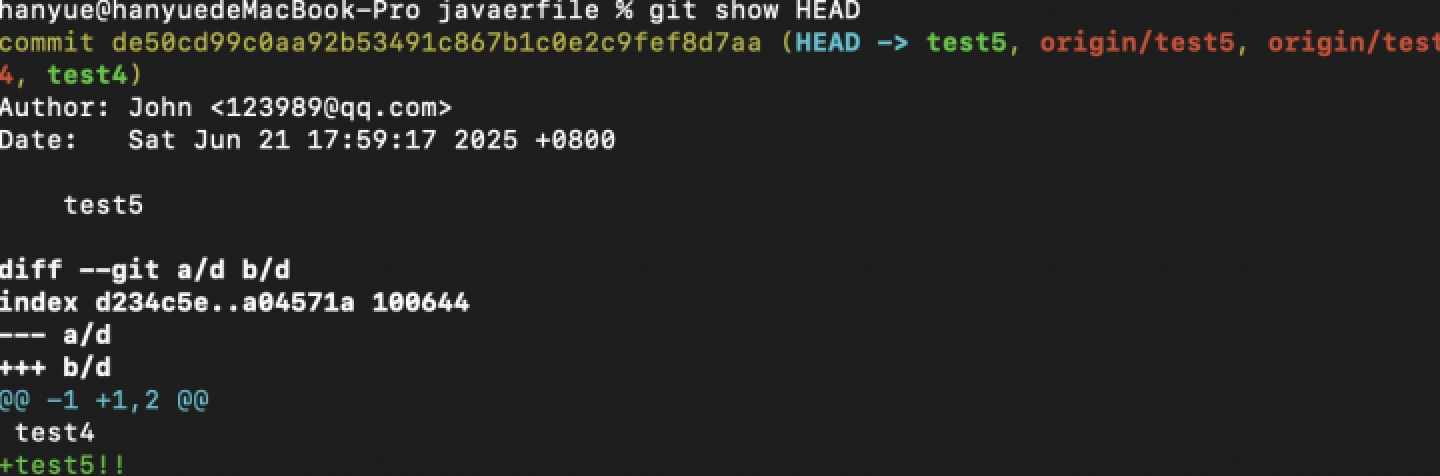 hanyue@hanyuedeMacBook-Pro javaerfile % git show HEAD
commit de50cd99c0aa92b53491c867b1c0e2c9fef8d7aa (HEAD -> test5, origin/test5, origin/test
4, test4)
Author: John <123989@qq.com>
Date:   Sat Jun 21 17:59:17 2025 +0800
    test5
diff --git a/d b/d
index d234c5e..a04571a 100644
--- a/d
+++ b/d
@@ -1 +1,2 @@
 test4
+test5!!